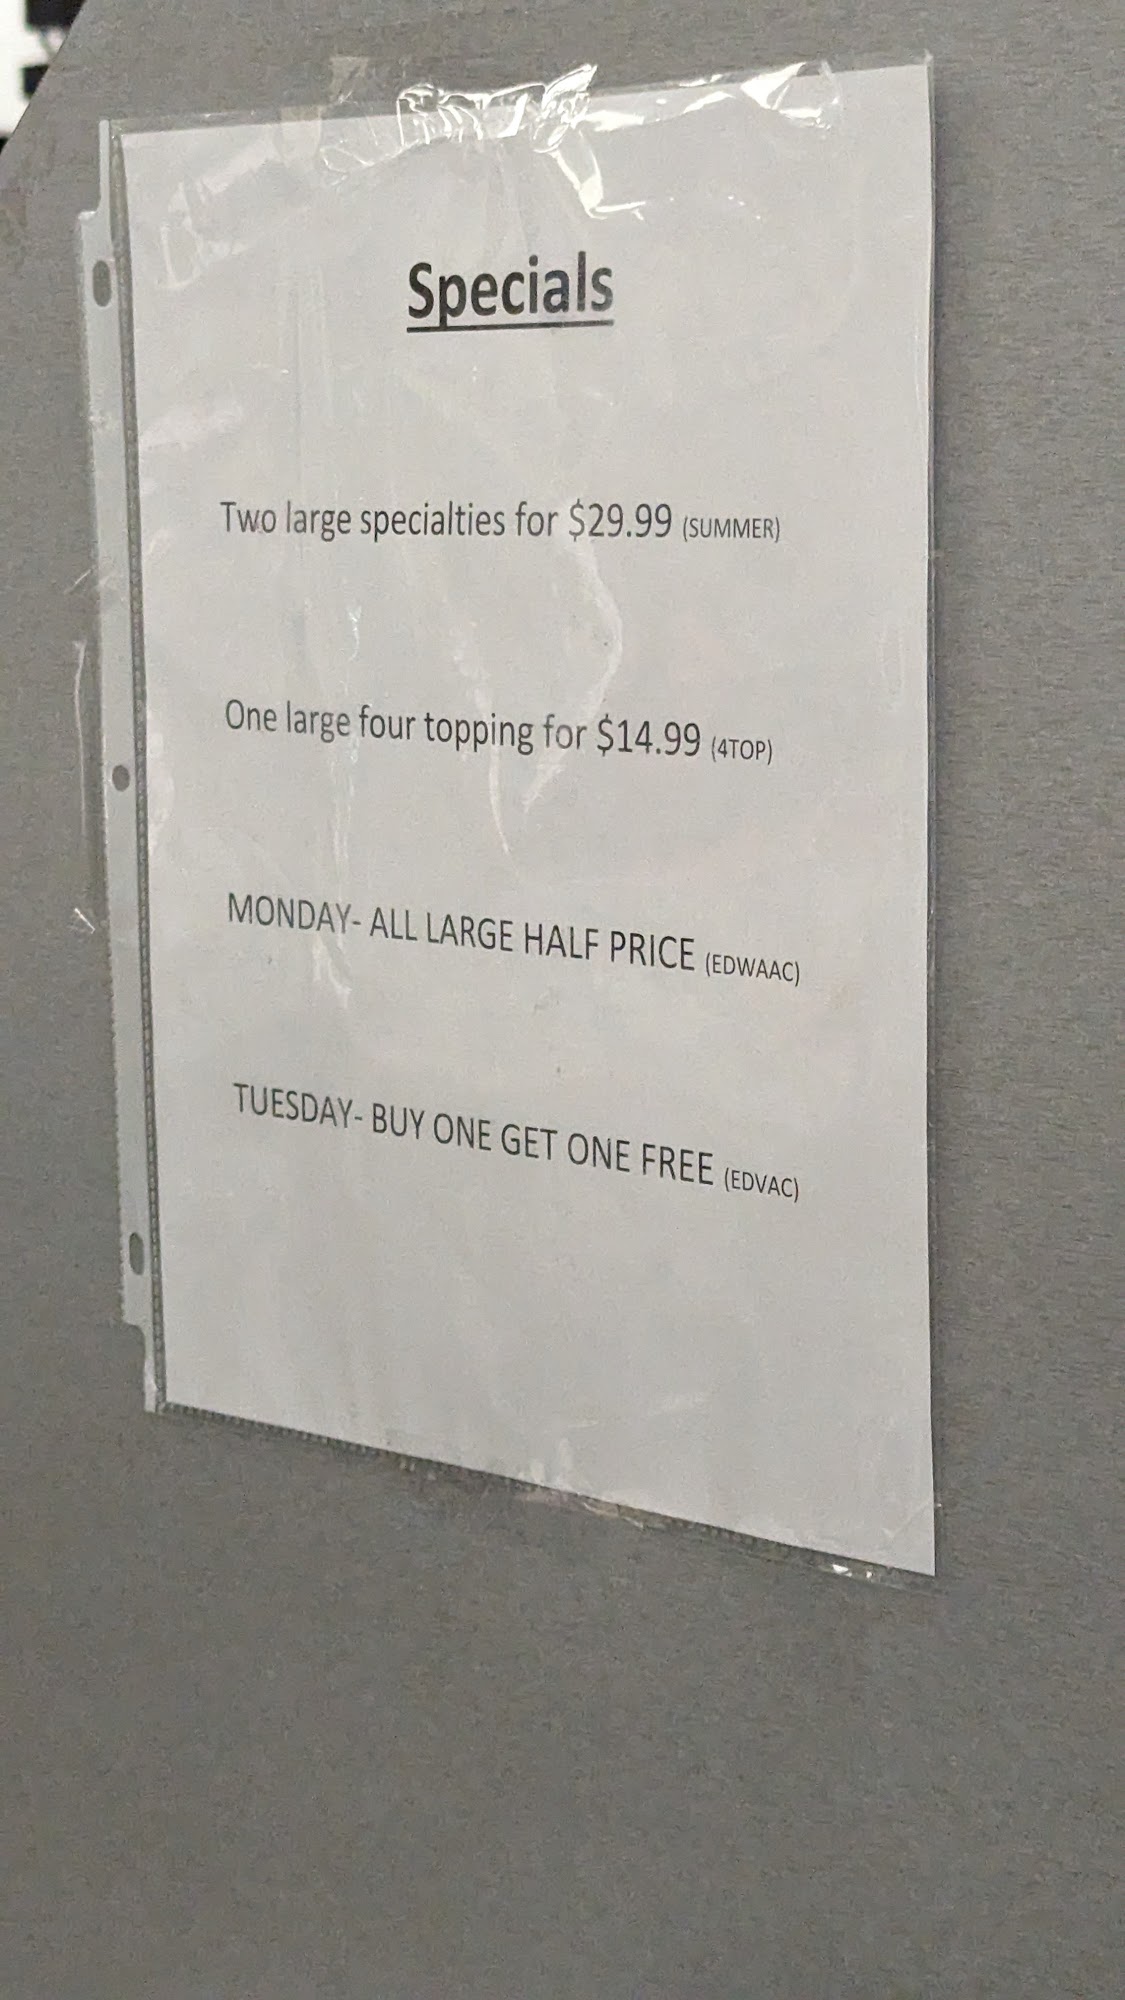 Specials
Two large specialties for $29.99 (SUMMER)
One large four topping for $14.99 (4TOP)
MONDAY- ALL LARGE HALF PRICE (EDWAAC)
TUESDAY- BUY ONE GET ONE FREE (EDVAC)